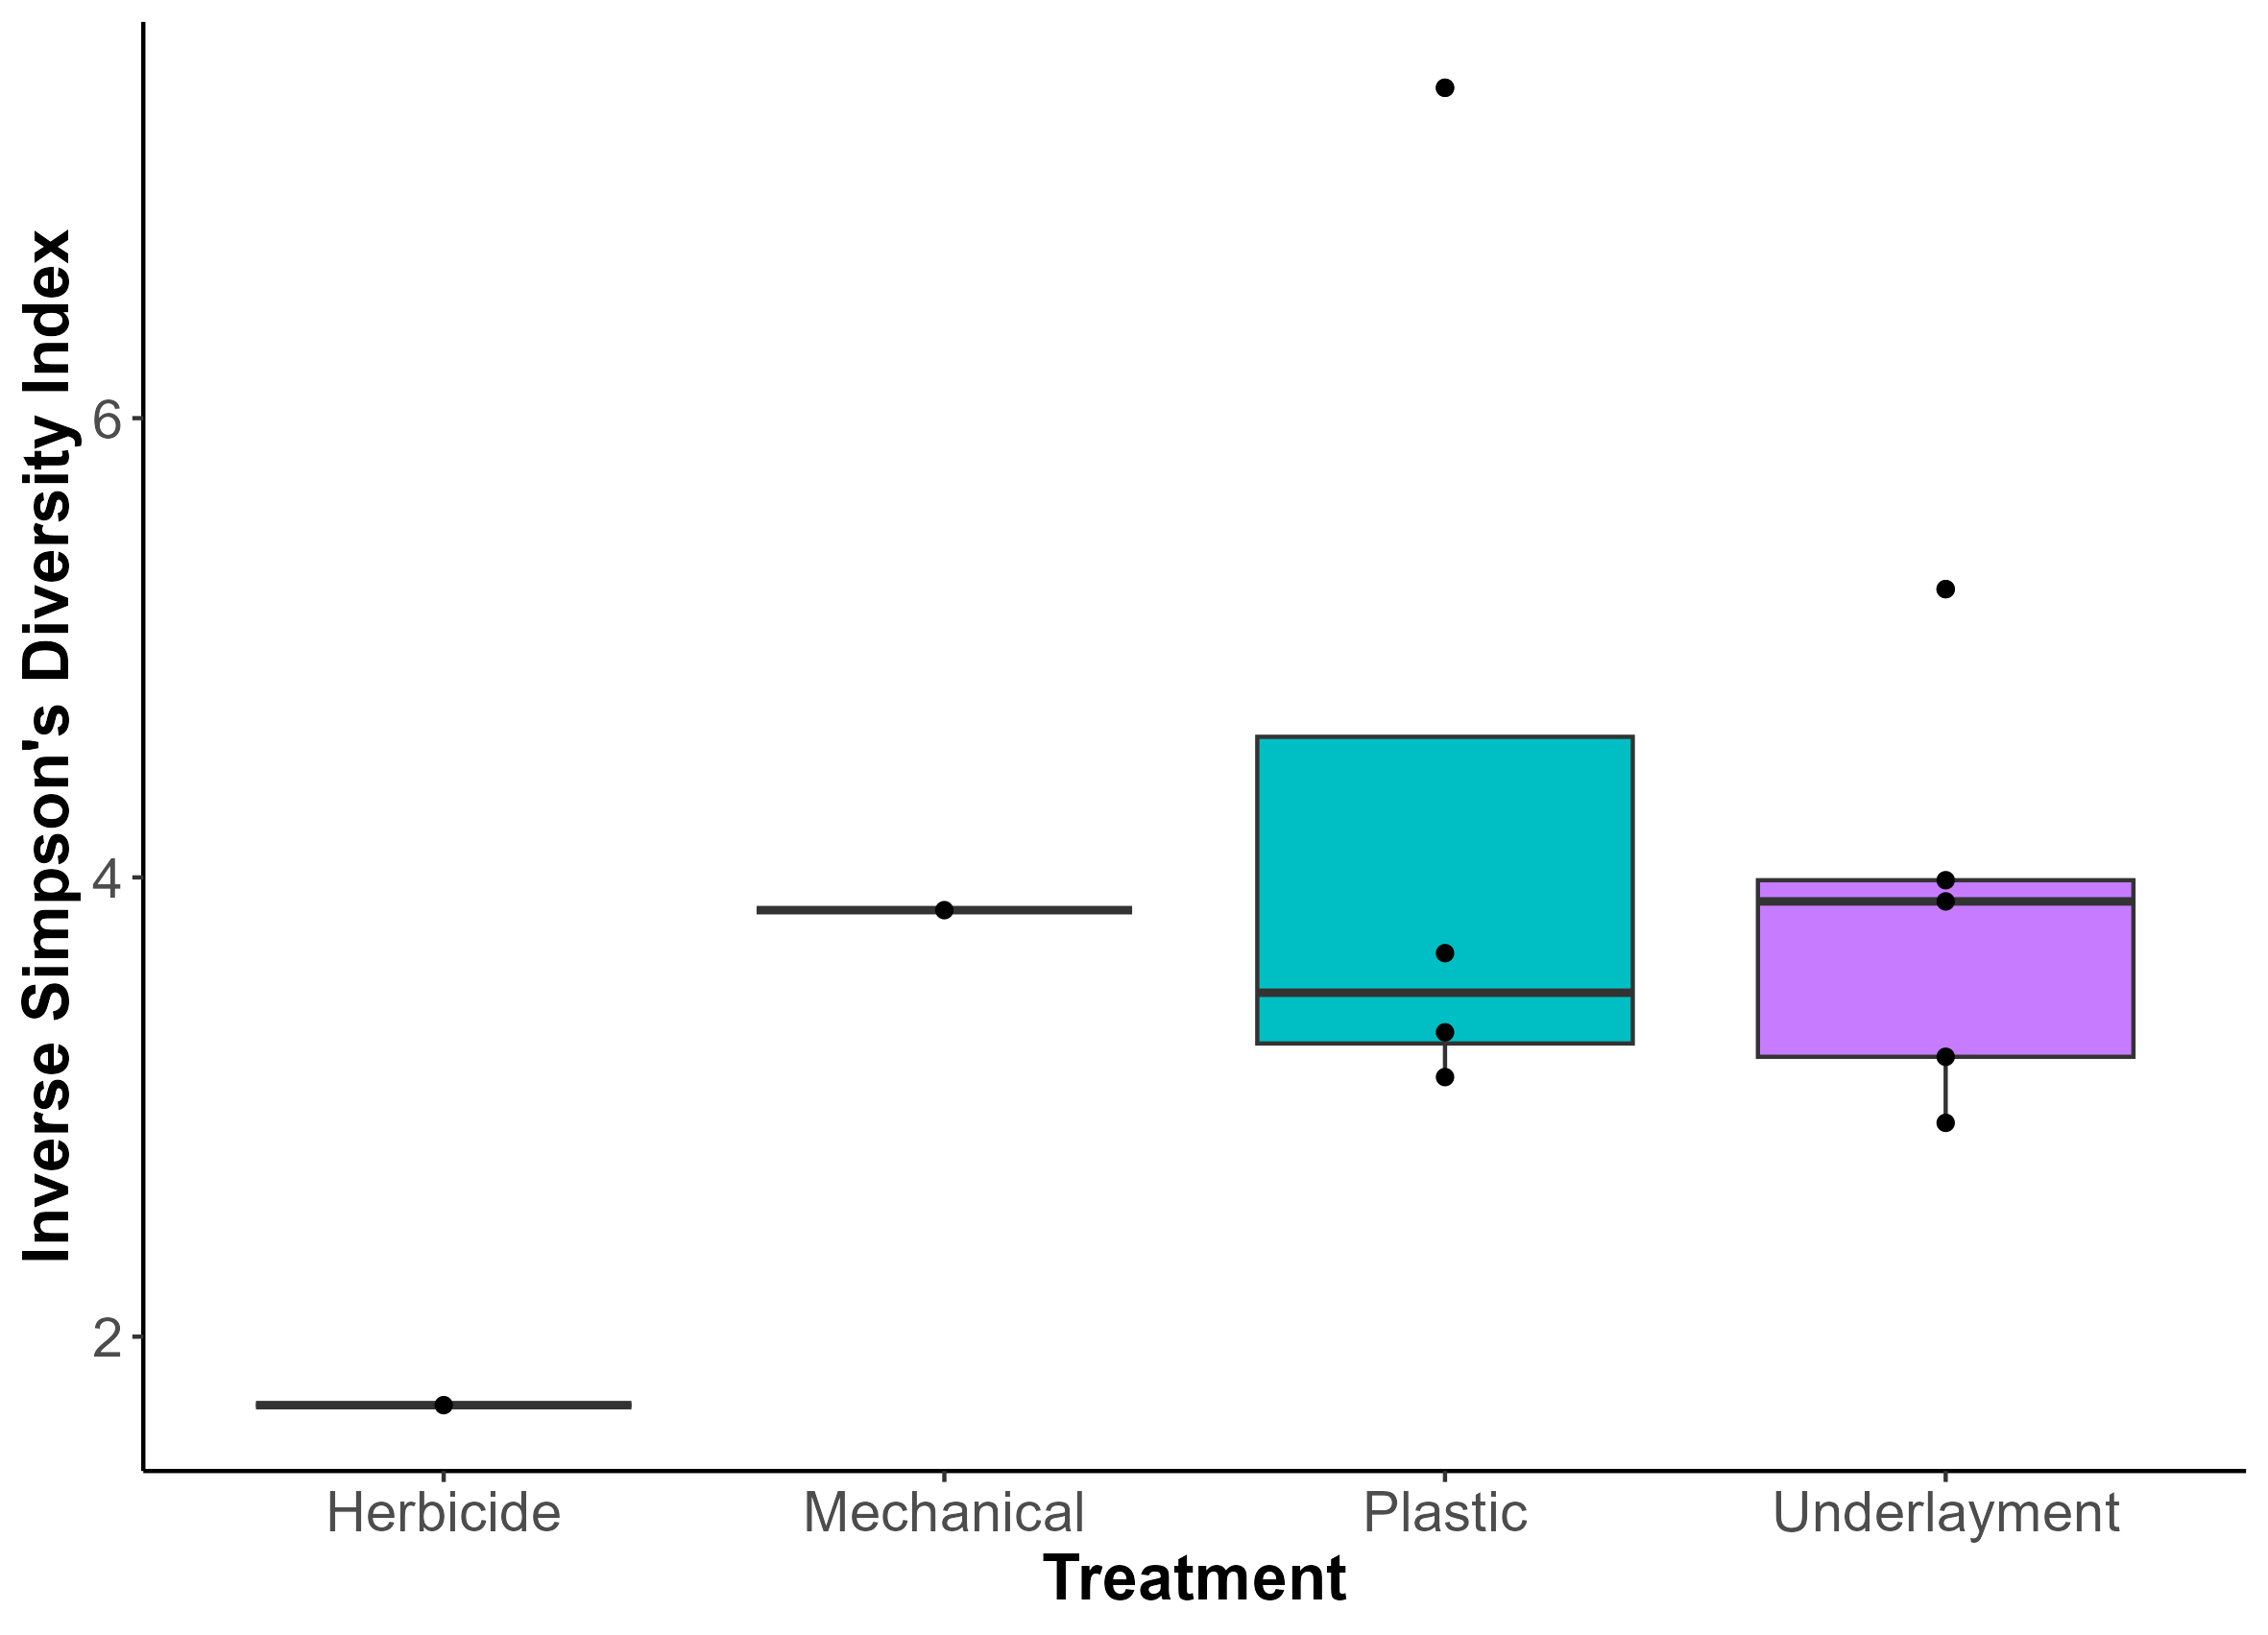 Inverse Simpson's Diversity Index
6
4
2
Herbicide Mechanical Plastic Underlayment
Treatment